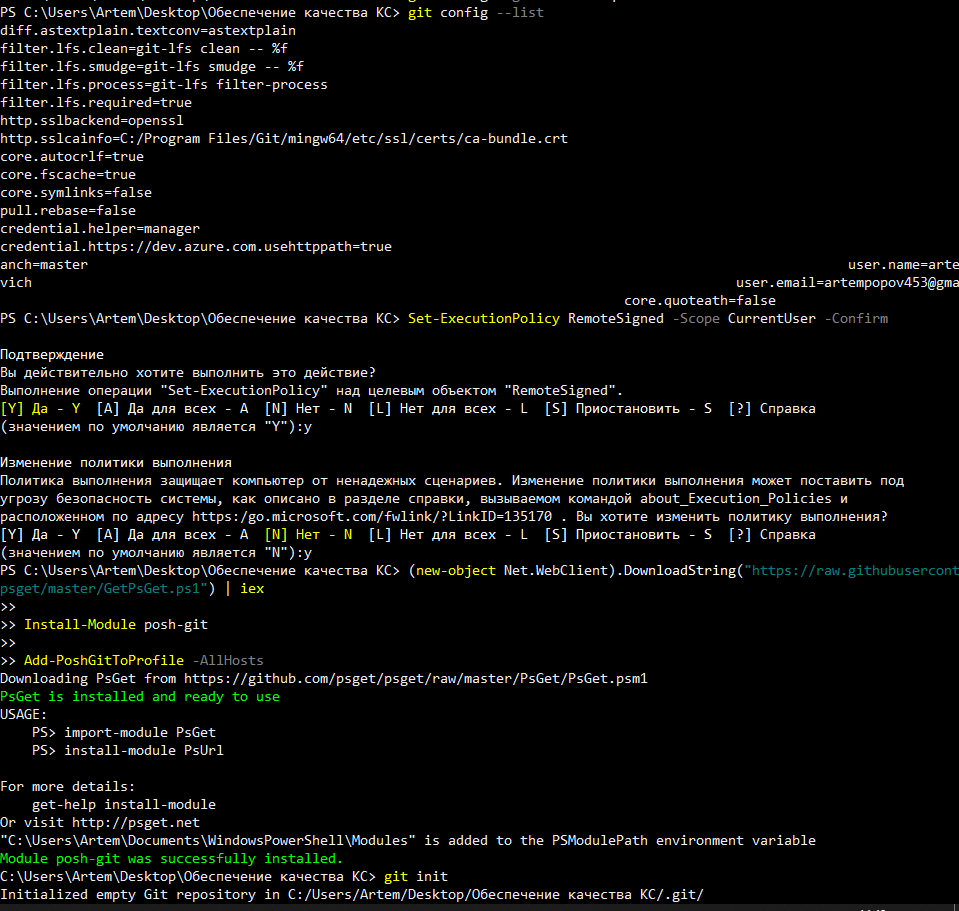 PS C:\Users\Artem\Desktop\Обеспечение качества КС> git config --list
diff.astextplain.textconv=astextplain
filter.lfs.clean=git-lfs clean -- %f
filter.lfs.smudge=git-lfs smudge -- %f
filter.lfs.process=git-lfs filter-process
filter.lfs.required=true
http.sslbackend=openssl
http.sslcainfo=C:/Program Files/Git/mingw64/etc/ssl/certs/ca-bundle.crt
core.autocrlf=true
core.fscache=true
core.symlinks=false
pull.rebase=false
credential.helper=manager
credential.https://dev.azure.com.usehttppath=true
anch=master user.name=arte
vich user.email=artempopov453@gma
core.quoteath=false
PS C:\Users\Artem\Desktop\Обеспечение качества КС> Set-ExecutionPolicy RemoteSigned -Scope CurrentUser -Confirm
Подтверждение
Вы действительно хотите выполнить это действие?
Выполнение операции "Set-ExecutionPolicy" над целевым объектом "RemoteSigned".
[Y] Да - Y [A] Да для всех - A [N] Нет - N [L] Нет для всех - L [S] Приостановить - S [?] Справка
(значением по умолчанию является "Y"):y
Изменение политики выполнения
Политика выполнения защищает компьютер от ненадежных сценариев. Изменение политики выполнения может поставить под
угрозу безопасность системы, как описано в разделе справки, вызываемом командой about_Execution_Policies и
расположенном по адресу https:/go.microsoft.com/fwlink/?LinkID=135170 . Вы хотите изменить политику выполнения?
[Y] Да - Y [A] Да для всех - A [N] Нет - N [L] Нет для всех - L [S] Приостановить - S [?] Справка
(значением по умолчанию является "N"):y
PS C:\Users\Artem\Desktop\Обеспечение качества КС> (new-object Net.WebClient).DownloadString("https://raw.githubusercont
psget/master/GetPsGet.ps1") | iex
>>
>> Install-Module posh-git
>>
>> Add-PoshGitToProfile -AllHosts
Downloading PsGet from https://github.com/psget/psget/raw/master/PsGet/PsGet.psm1
PsGet is installed and ready to use
USAGE:
PS> import-module PsGet
PS> install-module PsUrl
For more details:
get-help install-module
Or visit http://psget.net
"C:\Users\Artem\Documents\WindowsPowerShell\Modules" is added to the PSModulePath environment variable
Module posh-git was successfully installed.
C:\Users\Artem\Desktop\Обеспечение качества КС> git init
Initialized empty Git repository in C:/Users/Artem/Desktop/Обеспечение качества КС/.git/